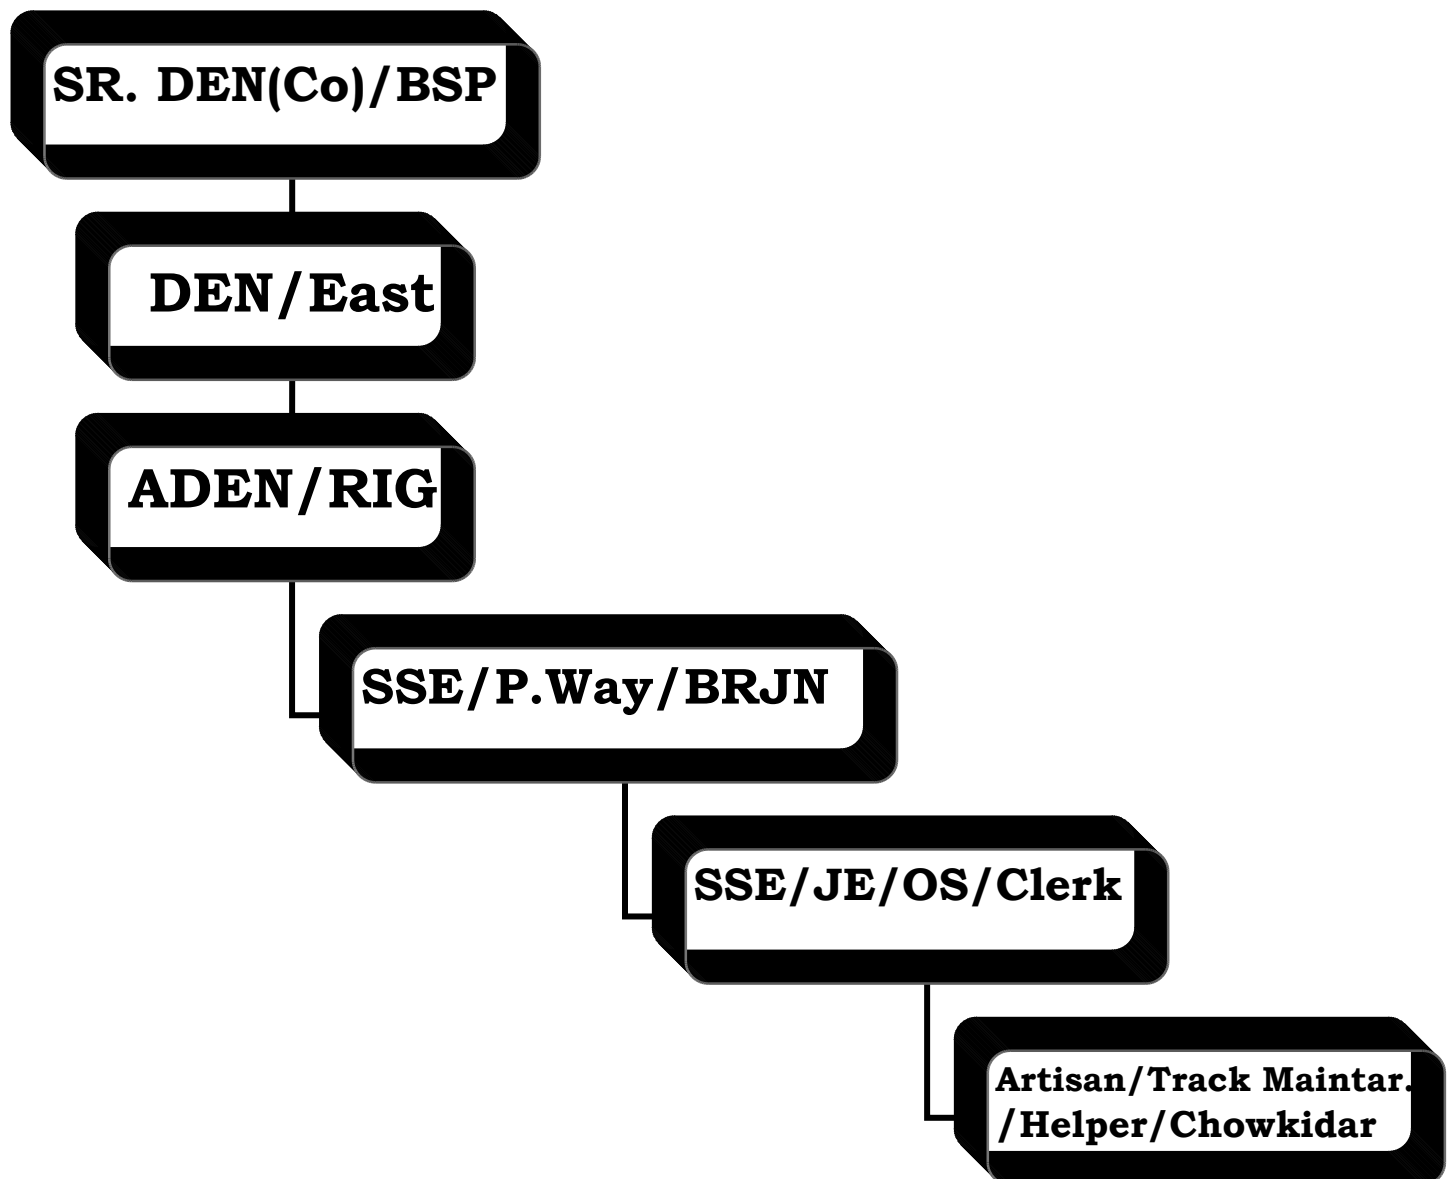 SR. DEN(Co)/BSP
DEN/East
ADEN/RIG
SSE/P.Way/BRJN
SSE/JE/OS/Clerk
Artisan/Track Maintar.
/Helper/Chowkidar